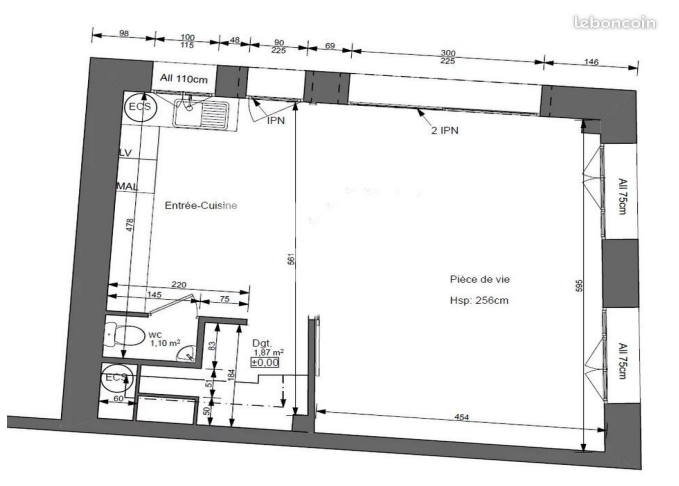 leboncoin
98
100
115
48
90
225
69
300
225
146
All 110cm
ECS
IPN
2 IPN
LV
MAL
Entrée-Cuisine
478
561
595
All 75cm
Pièce de vie
Hsp: 256cm
220
145
75
WC
1,10 m²
83
184
Dgt.
1,87 m²
±0,00
All 75cm
ECS
51
60
50
454